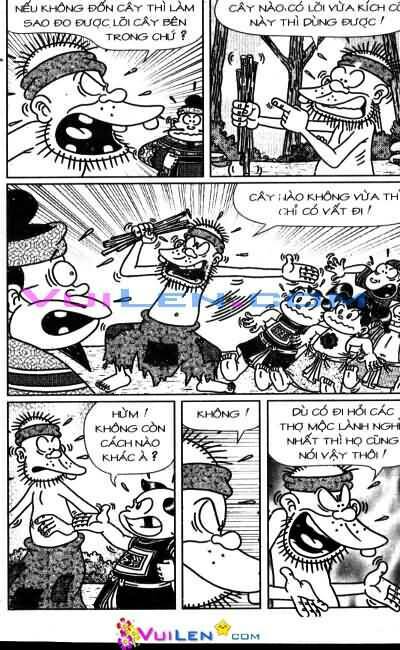 NẾU KHÔNG ĐỐN CÂY THÌ LÀM
SAO ĐO ĐƯỢC LÕI CÂY BÊN
TRONG CHỨ ?
CÂY NÀO CÓ LÕI VỪA KÍCH CỠ
NÀY THÌ DÙNG ĐƯỢC !
CÂY NÀO KHÔNG VỪA THÌ
CHỈ CÓ VẤT ĐI !
VUILEN.COM
HỪM !
KHÔNG CÒN
CÁCH NÀO
KHÁC À ?
KHÔNG !
DÙ CÓ ĐI HỎI CÁC
THỢ MỘC LÀNH NGHỀ
NHẤT THÌ HỌ CŨNG
NÓI VẬY THÔI !
VUILEN.COM